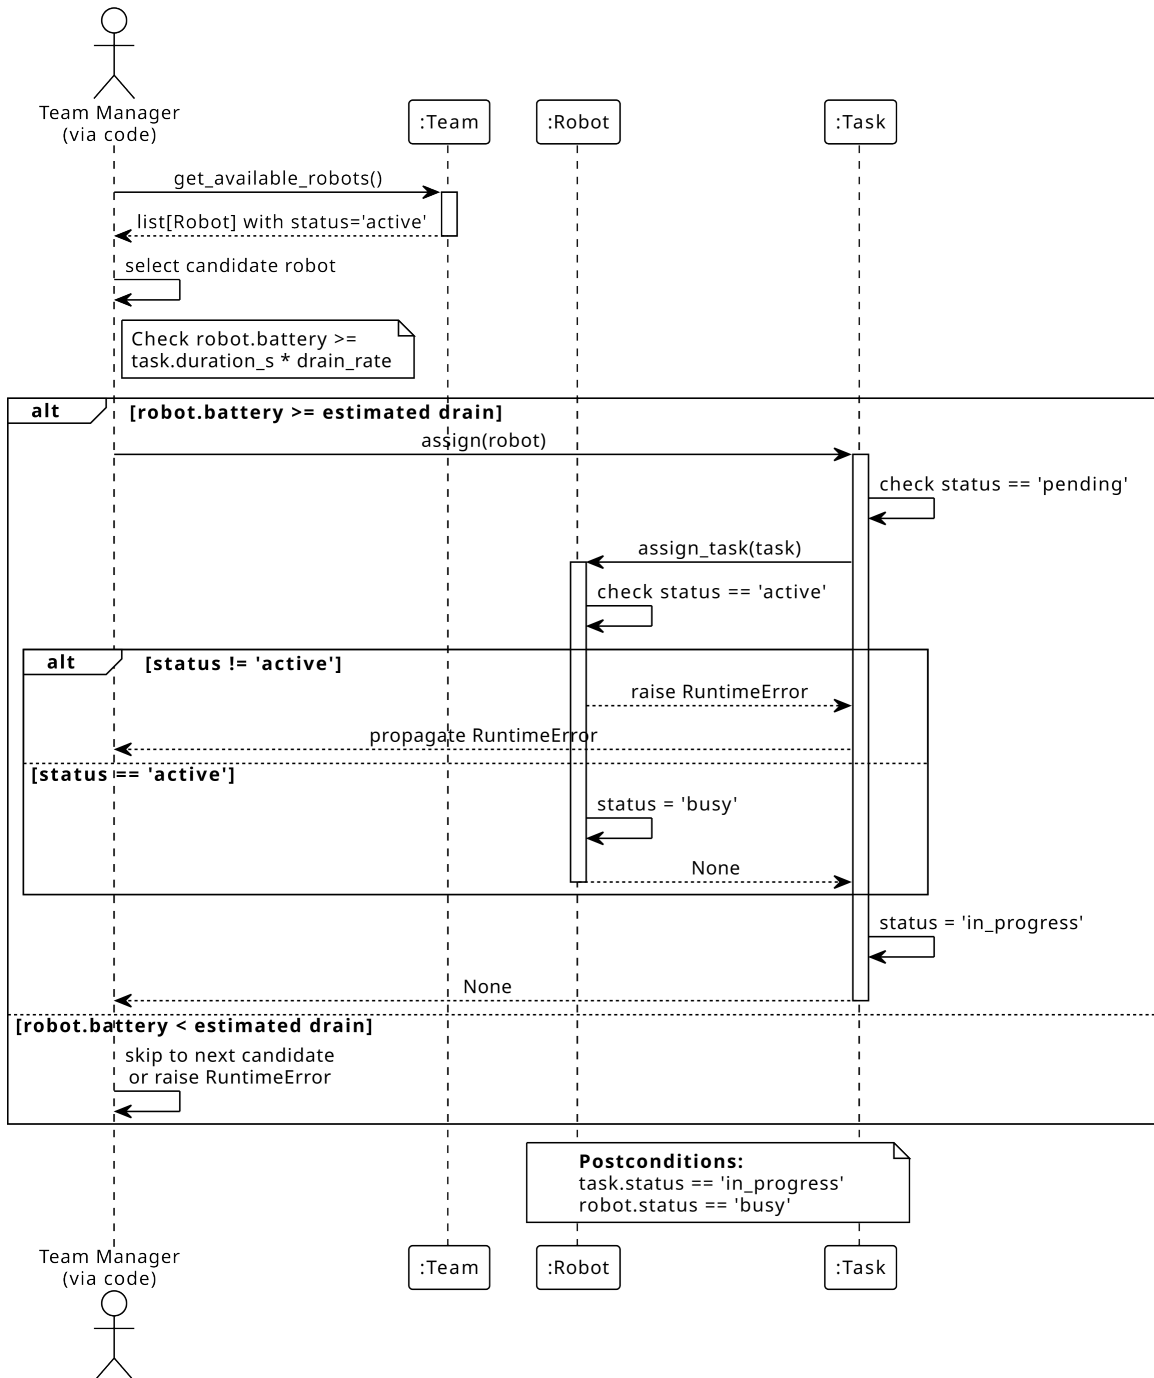 Team Manager
(via code)
:Team
:Robot
:Task
get_available_robots()
list[Robot] with status='active'
select candidate robot
Check robot.battery >=
task.duration_s * drain_rate
alt
[robot.battery >= estimated drain]
assign(robot)
check status == 'pending'
assign_task(task)
check status == 'active'
alt
[status != 'active']
raise RuntimeError
propagate RuntimeError
[status == 'active']
status = 'busy'
None
status = 'in_progress'
None
[robot.battery < estimated drain]
skip to next candidate
or raise RuntimeError
Postconditions:
task.status == 'in_progress'
robot.status == 'busy'
Team Manager
(via code)
:Team
:Robot
:Task